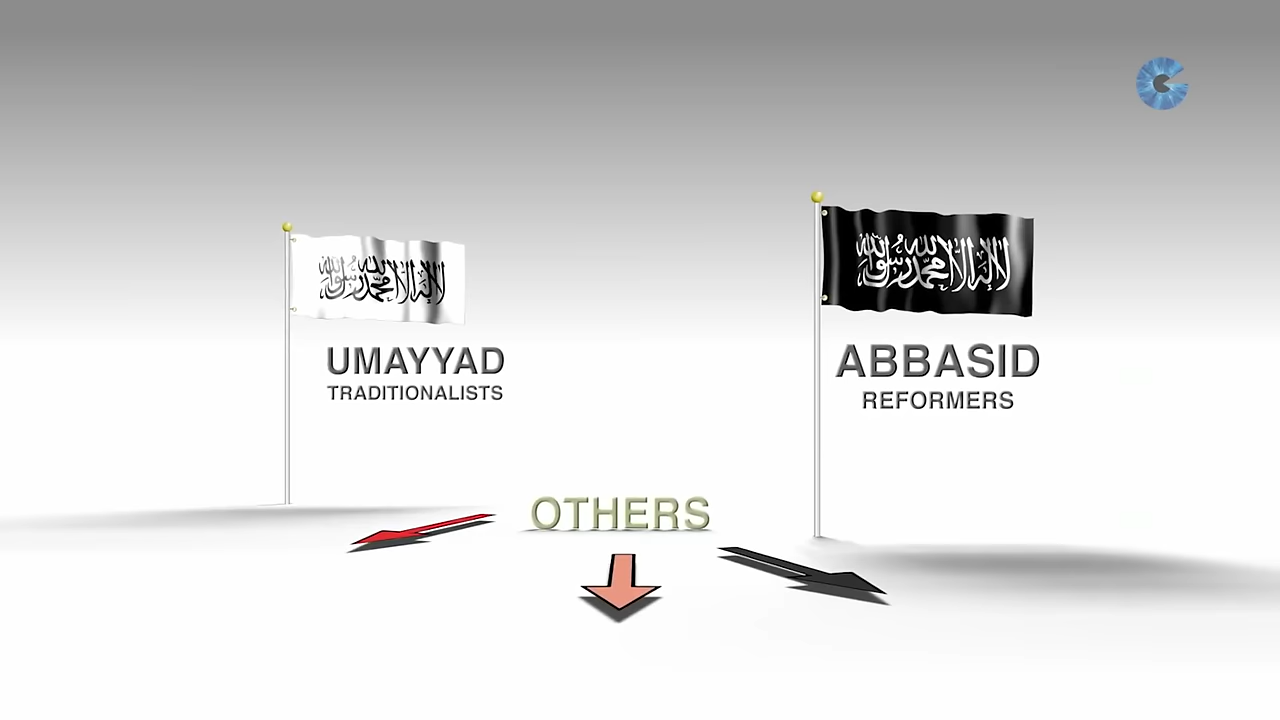 لا إله إلا الله محمد رسول الله
لا إله إلا الله محمد رسول الله
UMAYYAD
TRADITIONALISTS
ABBASID
REFORMERS
OTHERS